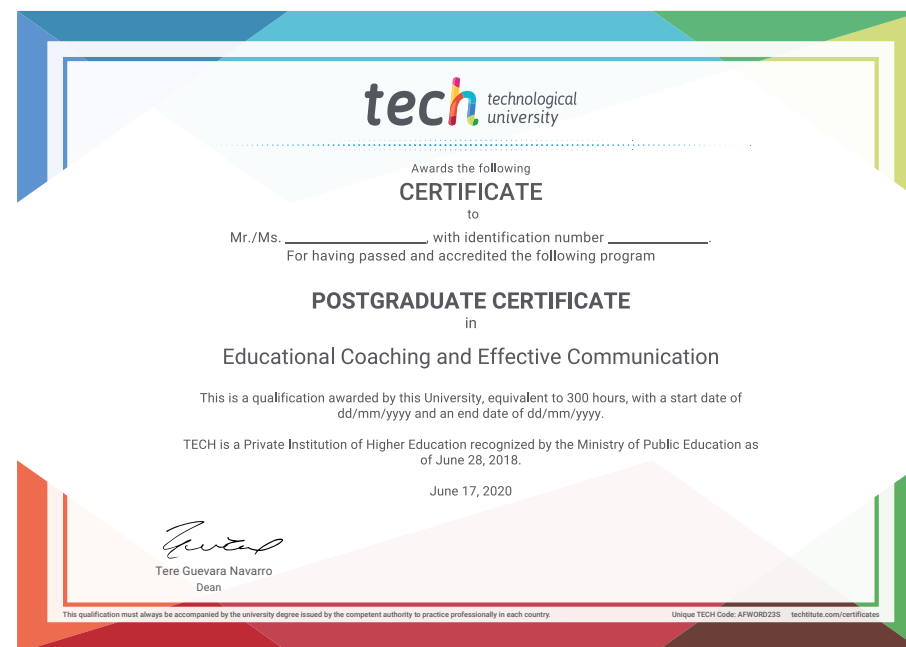 tech technological
university
Awards the following
CERTIFICATE
to
Mr./Ms. ____________________, with identification number ______________.
For having passed and accredited the following program
POSTGRADUATE CERTIFICATE
in
Educational Coaching and Effective Communication
This is a qualification awarded by this University, equivalent to 300 hours, with a start date of
dd/mm/yyyy and an end date of dd/mm/yyyy.
TECH is a Private Institution of Higher Education recognized by the Ministry of Public Education as
of June 28, 2018.
June 17, 2020
Tere Guevara Navarro
Dean
This qualification must always be accompanied by the university degree issued by the competent authority to practice professionally in each country. Unique TECH Code: AFWORD23S techtitute.com/certificates